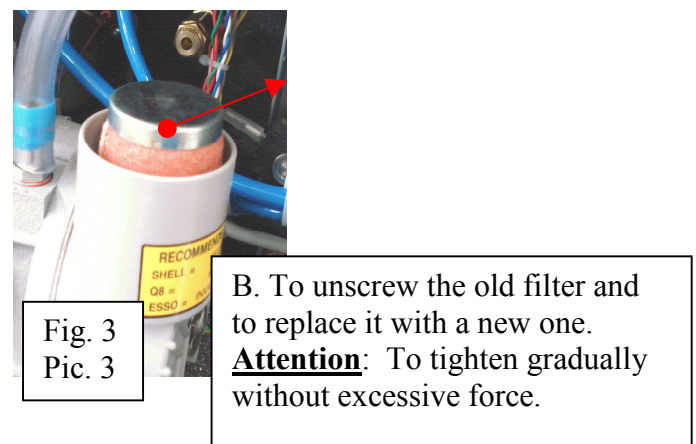 RECOMMEN
SHELL =
Q8 =
ESSO =
Fig. 3
Pic. 3
B. To unscrew the old filter and
to replace it with a new one.
Attention: To tighten gradually
without excessive force.